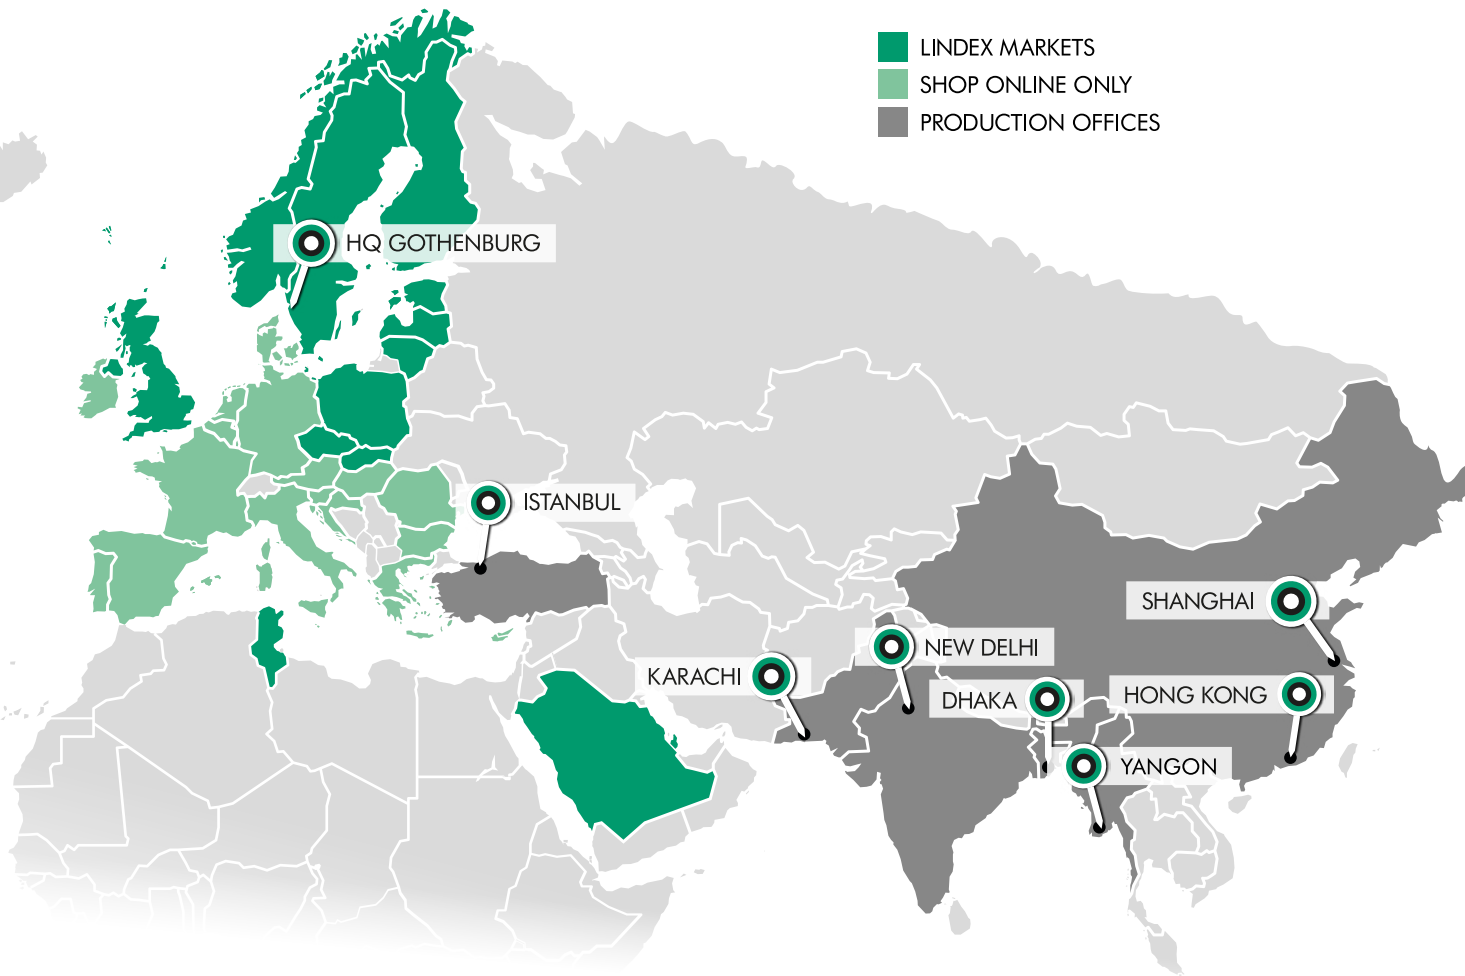 LINDEX MARKETS
SHOP ONLINE ONLY
PRODUCTION OFFICES
HQ GOTHENBURG
ISTANBUL
SHANGHAI
NEW DELHI
KARACHI
DHAKA
HONG KONG
YANGON